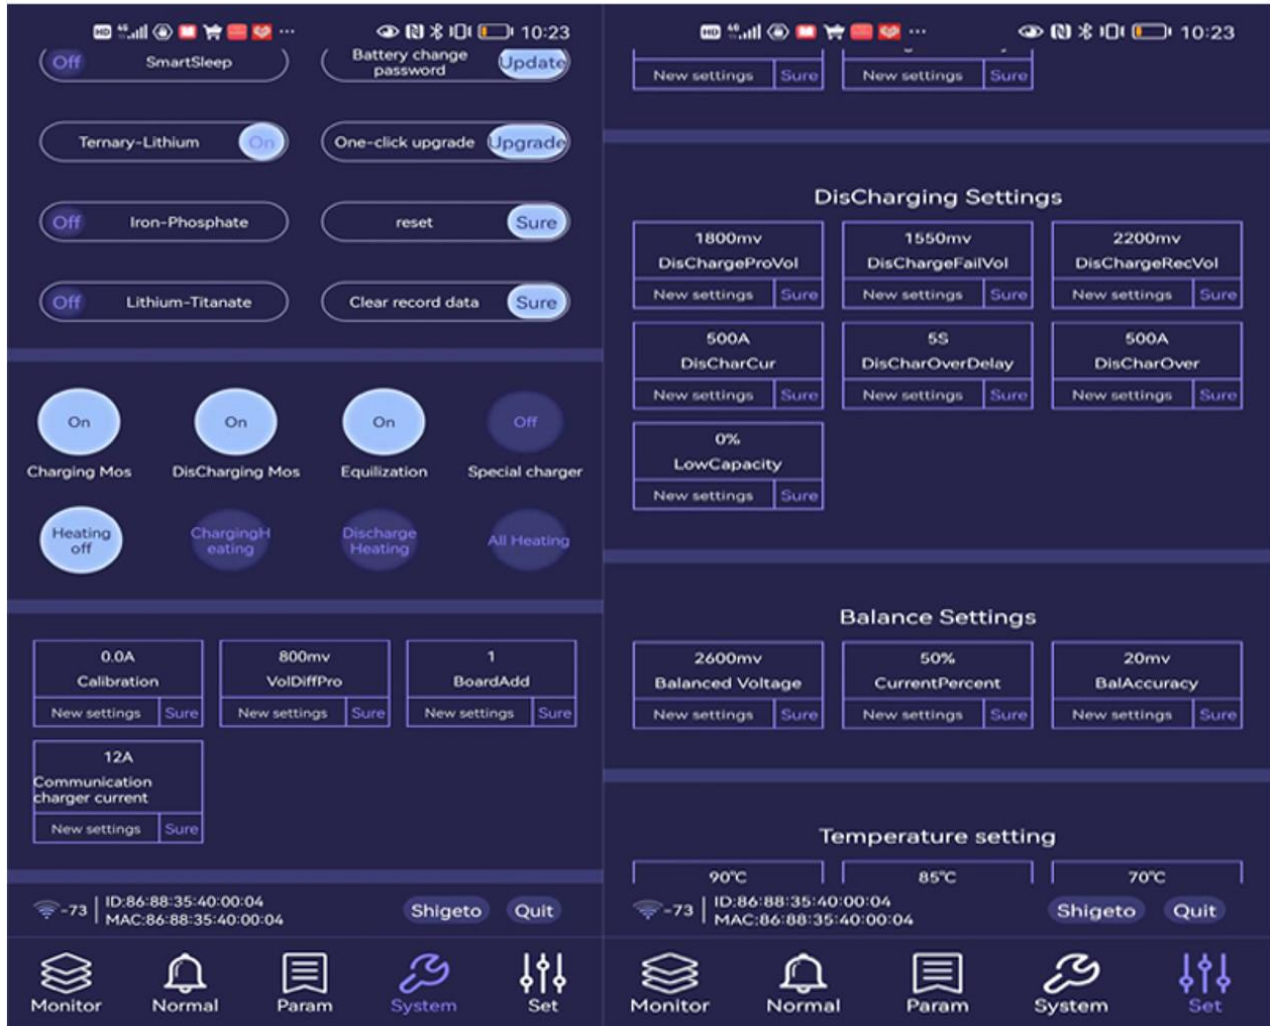 HD 4G 10:23
Off SmartSleep
Battery change
password
Update
Ternary-Lithium On
One-click upgrade Upgrade
Off Iron-Phosphate
reset Sure
Off Lithium-Titanate
Clear record data Sure
On On On Off
Charging Mos DisCharging Mos Equilization Special charger
Heating
off
ChargingH
eating
Discharge
Heating
All Heating
0.0A
Calibration
New settings Sure
800mv
VolDiffPro
New settings Sure
1
BoardAdd
New settings Sure
12A
Communication
charger current
New settings Sure
-73
ID:86:88:35:40:00:04
MAC:86:88:35:40:00:04
Shigeto Quit
Monitor Normal Param System Set
HD 4G 10:23
New settings Sure New settings Sure
DisCharging Settings
1800mv
DisChargeProVol
New settings Sure
1550mv
DisChargeFailVol
New settings Sure
2200mv
DisChargeRecVol
New settings Sure
500A
DisCharCur
New settings Sure
5S
DisCharOverDelay
New settings Sure
500A
DisCharOver
New settings Sure
0%
LowCapacity
New settings Sure
Balance Settings
2600mv
Balanced Voltage
New settings Sure
50%
CurrentPercent
New settings Sure
20mv
BalAccuracy
New settings Sure
Temperature setting
90°C 85°C 70°C
-73
ID:86:88:35:40:00:04
MAC:86:88:35:40:00:04
Shigeto Quit
Monitor Normal Param System Set